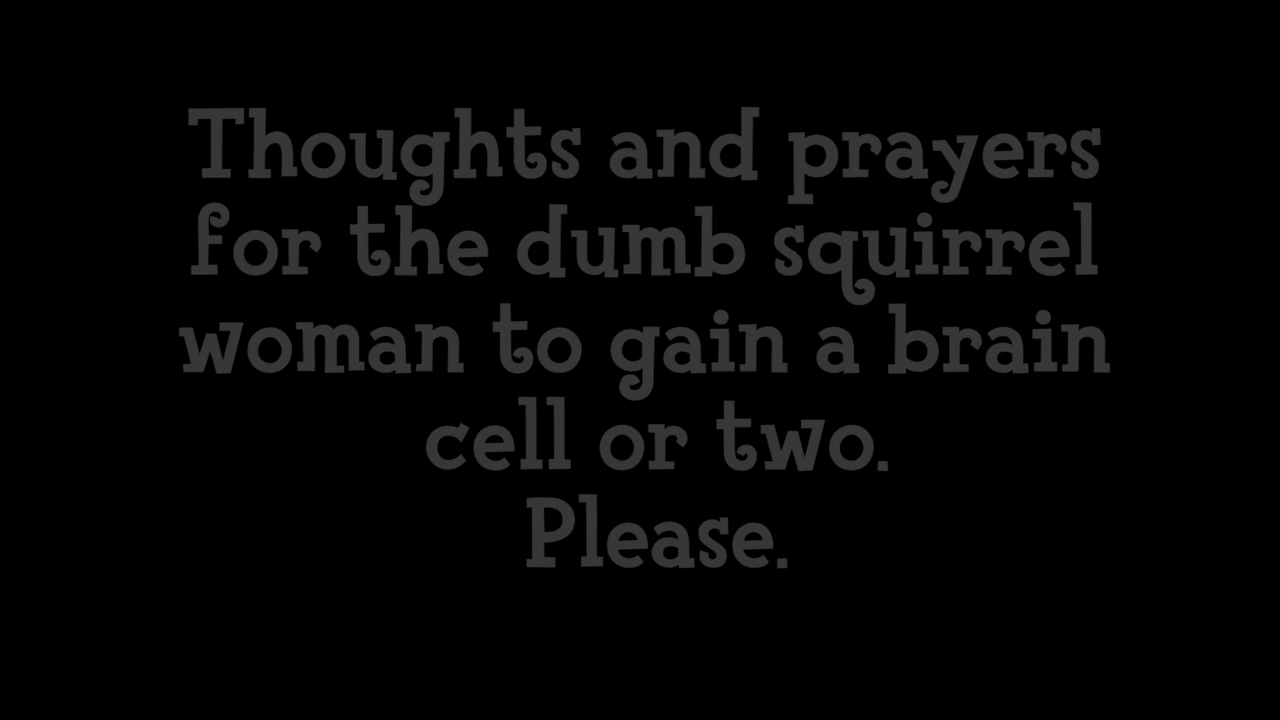 Thoughts and prayers
for the dumb squirrel
woman to gain a brain
cell or two.
Please.